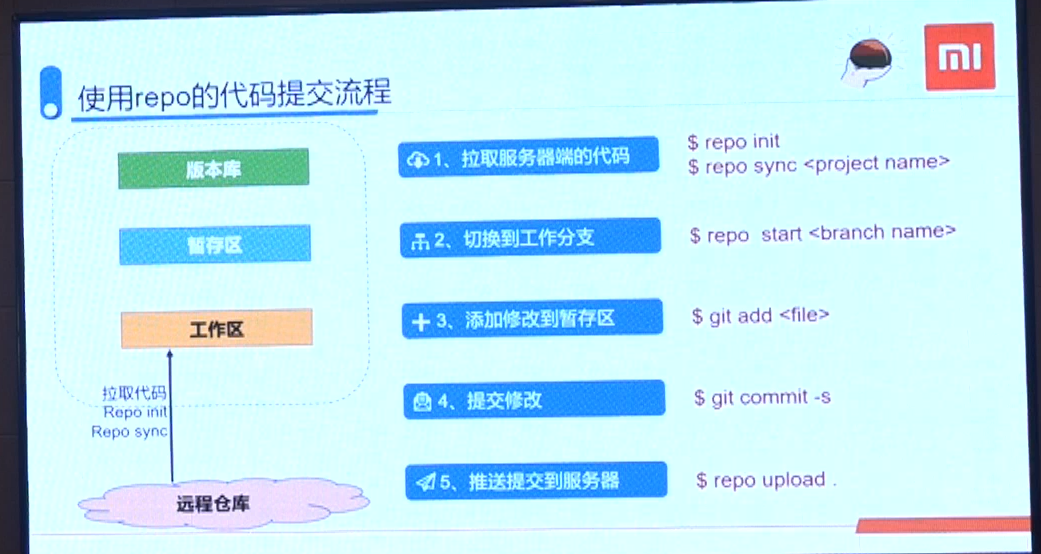 使用repo的代码提交流程
mi
版本库
暂存区
工作区
拉取代码
Repo init
Repo sync
远程仓库
1、拉取服务器端的代码
$ repo init
$ repo sync <project name>
2、切换到工作分支
$ repo start <branch name>
3、添加修改到暂存区
$ git add <file>
4、提交修改
$ git commit -s
5、推送提交到服务器
$ repo upload .